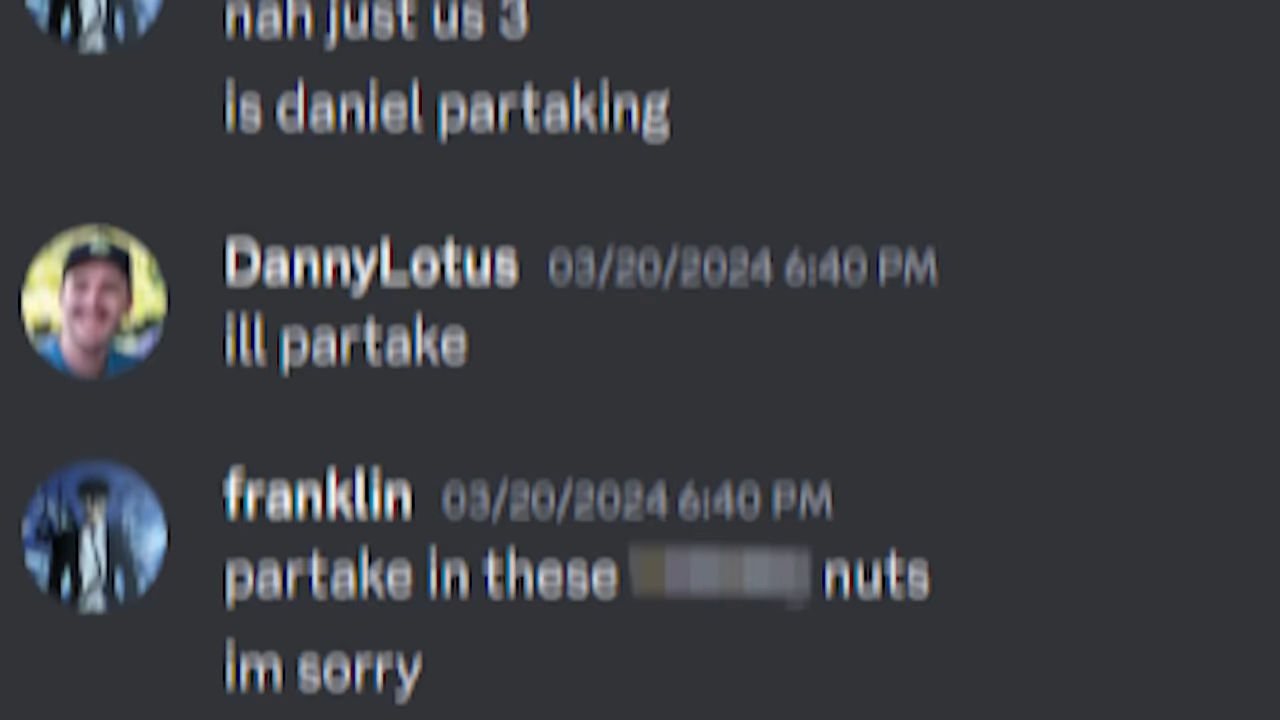 nah just us 3
is daniel partaking
DannyLotus 03/20/2024 6:40 PM
ill partake
franklin 03/20/2024 6:40 PM
partake in these nuts
im sorry